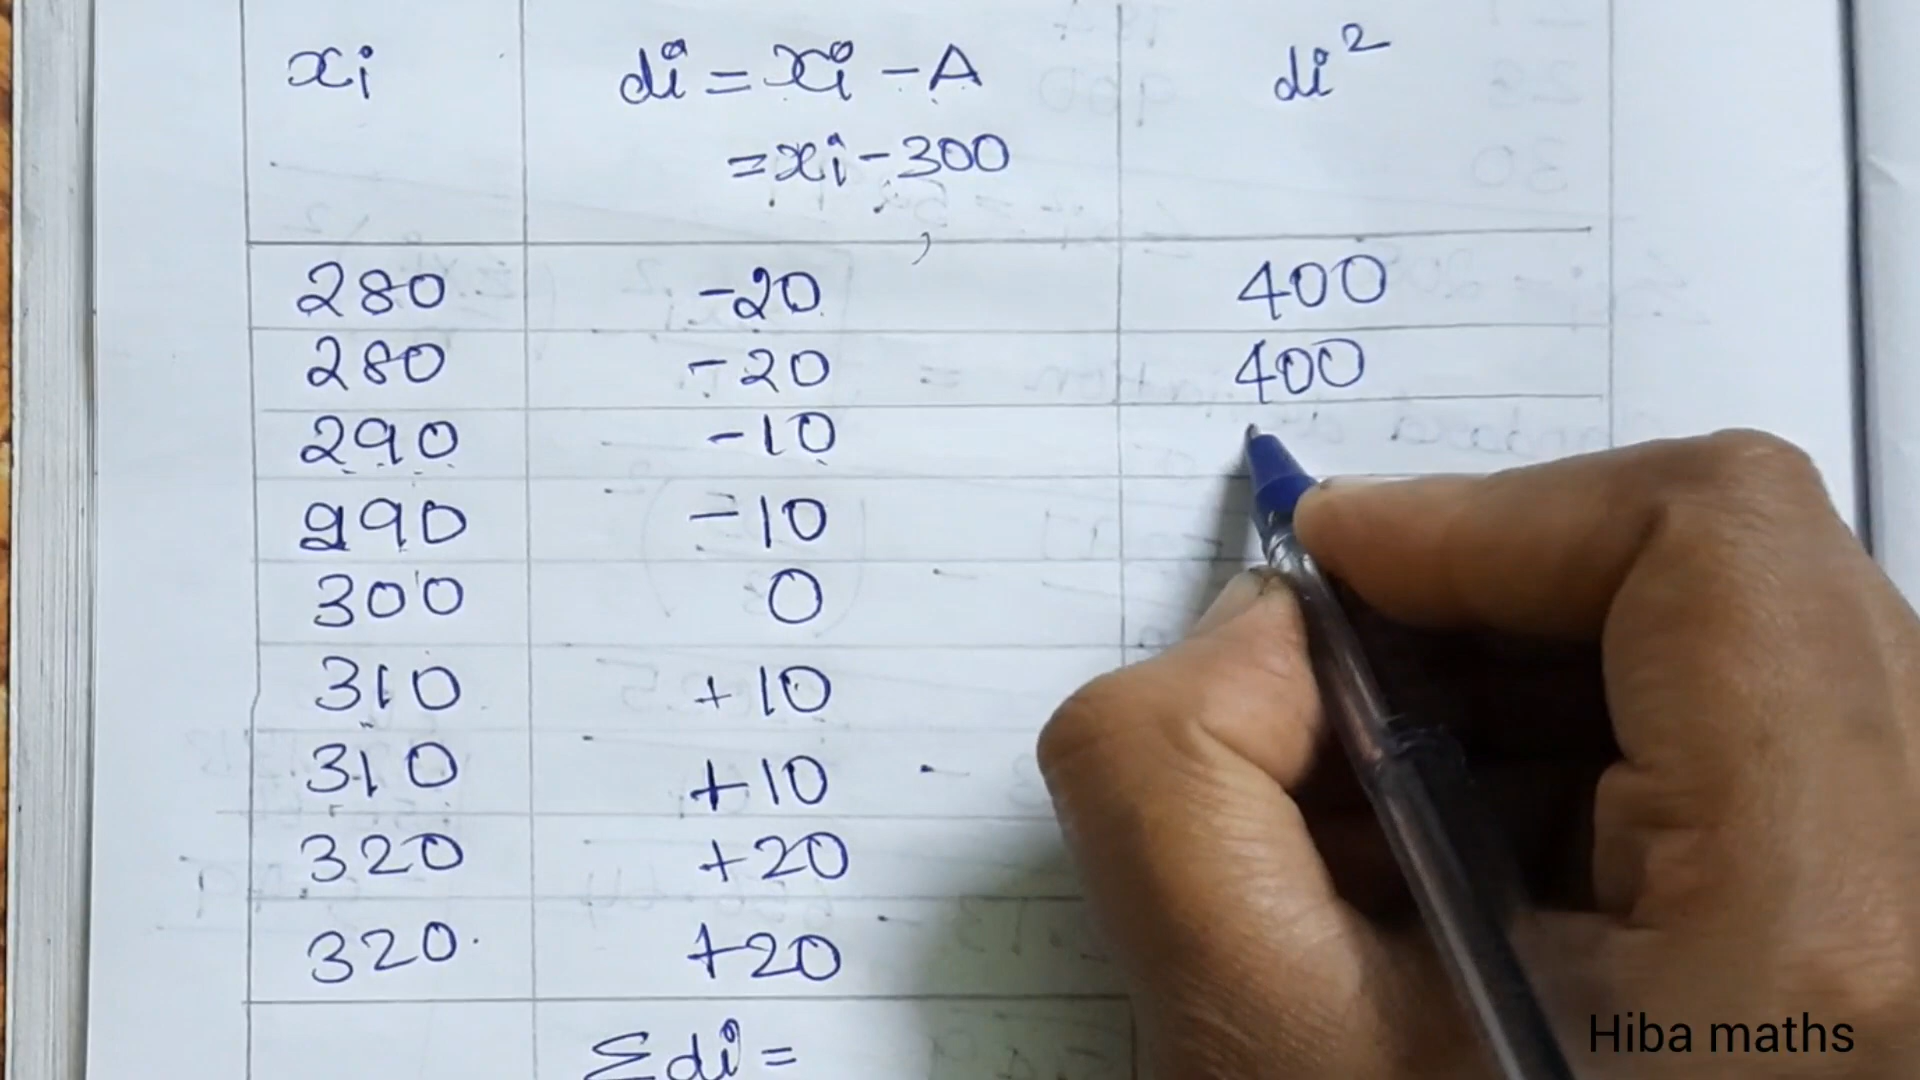 xi di = xi - A di²
= xi - 300
280 -20 400
280 -20 400
290 -10
290 -10
300 0
310 +10
310 +10
320 +20
320 +20
Σdi =
Hiba maths